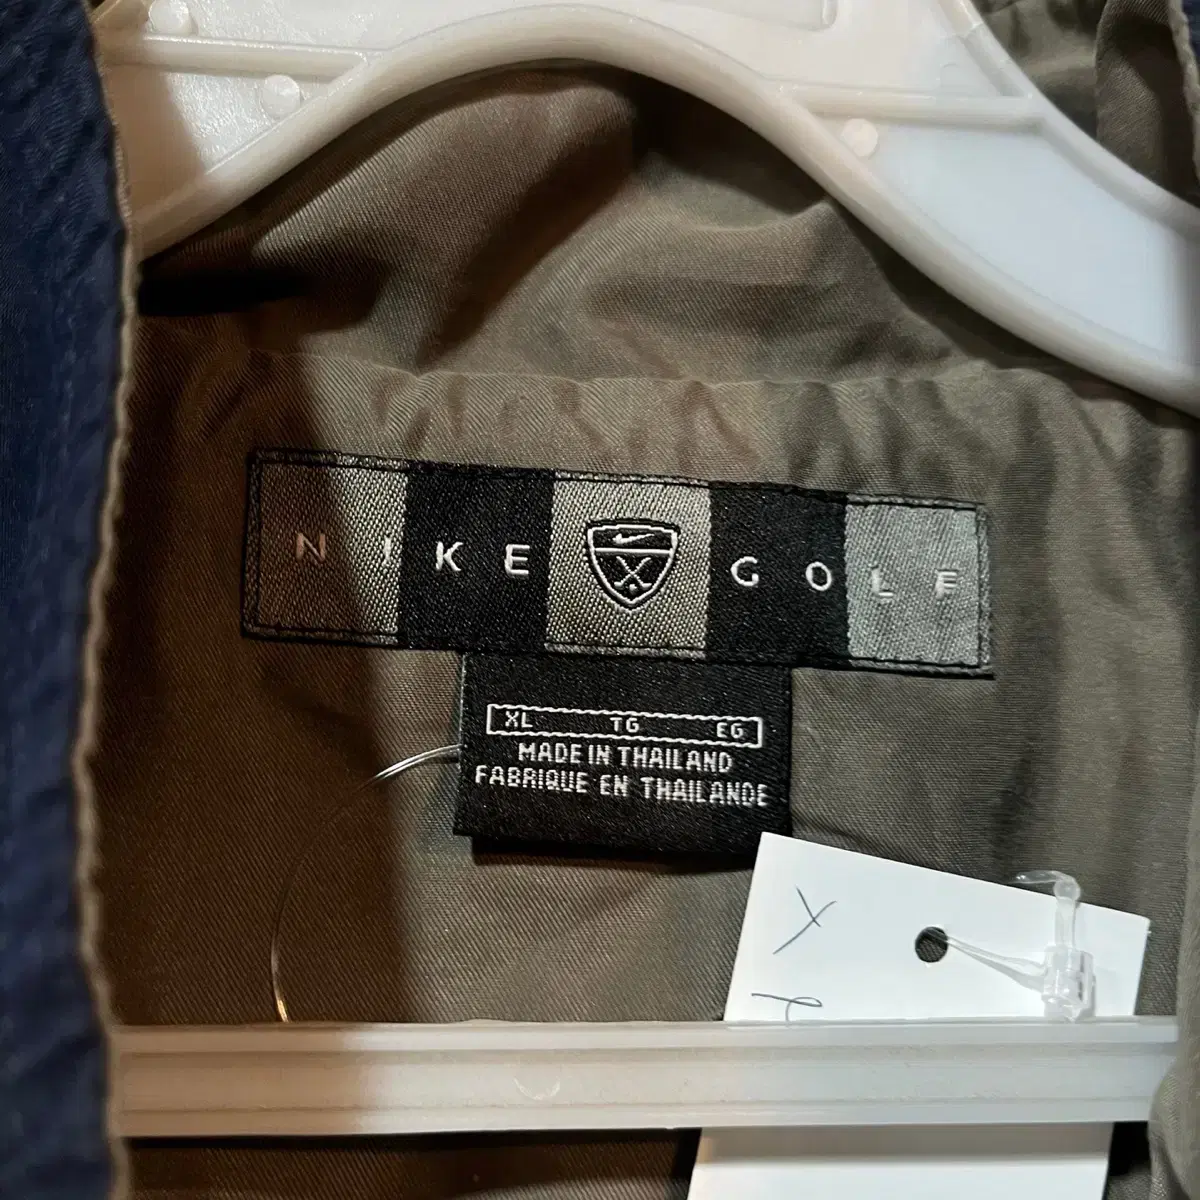 NIKE GOLF
XL TG EG
MADE IN THAILAND
FABRIQUE EN THAILANDE
X